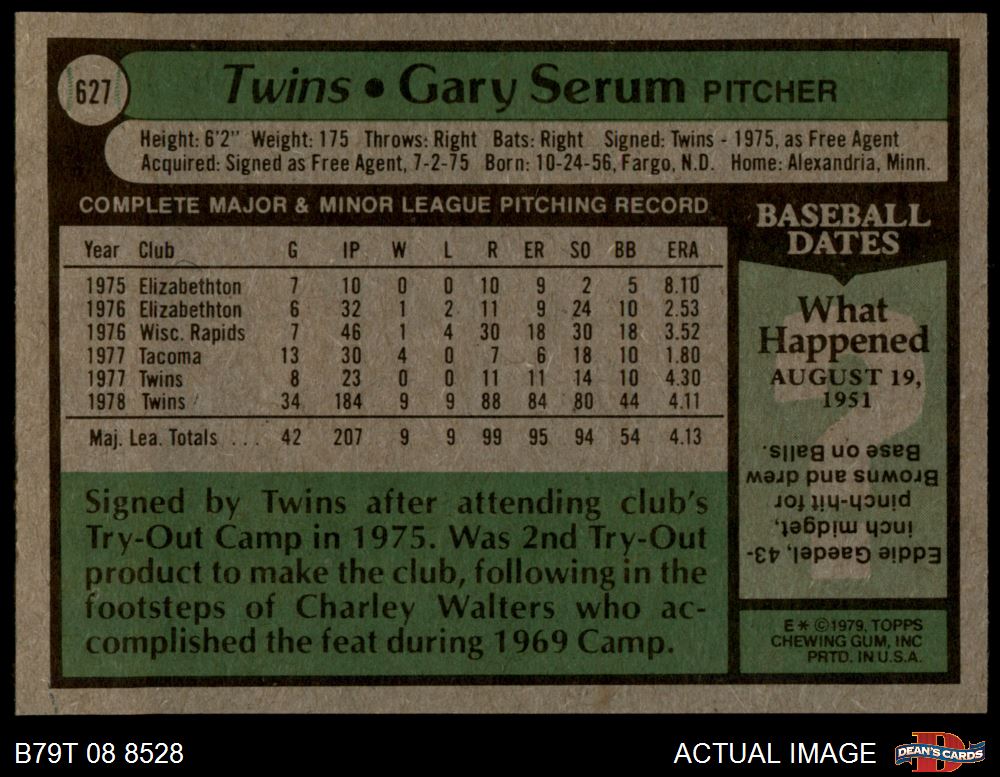 627
Twins • Gary Serum PITCHER
Height: 6'2" Weight: 175 Throws: Right Bats: Right Signed: Twins - 1975, as Free Agent
Acquired: Signed as Free Agent, 7-2-75 Born: 10-24-56, Fargo, N.D. Home: Alexandria, Minn.
COMPLETE MAJOR & MINOR LEAGUE PITCHING RECORD
Year Club G IP W L R ER SO BB ERA
1975 Elizabethton 7 10 0 0 10 9 2 5 8.10
1976 Elizabethton 6 32 1 2 11 9 24 10 2.53
1976 Wisc. Rapids 7 46 1 4 30 18 30 18 3.52
1977 Tacoma 13 30 4 0 7 6 18 10 1.80
1977 Twins 8 23 0 0 11 11 14 10 4.30
1978 Twins 34 184 9 9 88 84 80 44 4.11
Maj. Lea. Totals ... 42 207 9 9 99 95 94 54 4.13
Signed by Twins after attending club's
Try-Out Camp in 1975. Was 2nd Try-Out
product to make the club, following in the
footsteps of Charley Walters who ac-
complished the feat during 1969 Camp.
BASEBALL
DATES
What
Happened
AUGUST 19,
1951
Eddie Gaedel, 43-
inch midget,
pinch-hit for
Browns and drew
Base on Balls.
E * ©1979, TOPPS
CHEWING GUM, INC
PRTD. IN U.S.A.
B79T 08 8528
ACTUAL IMAGE
D
DEAN'S CARDS